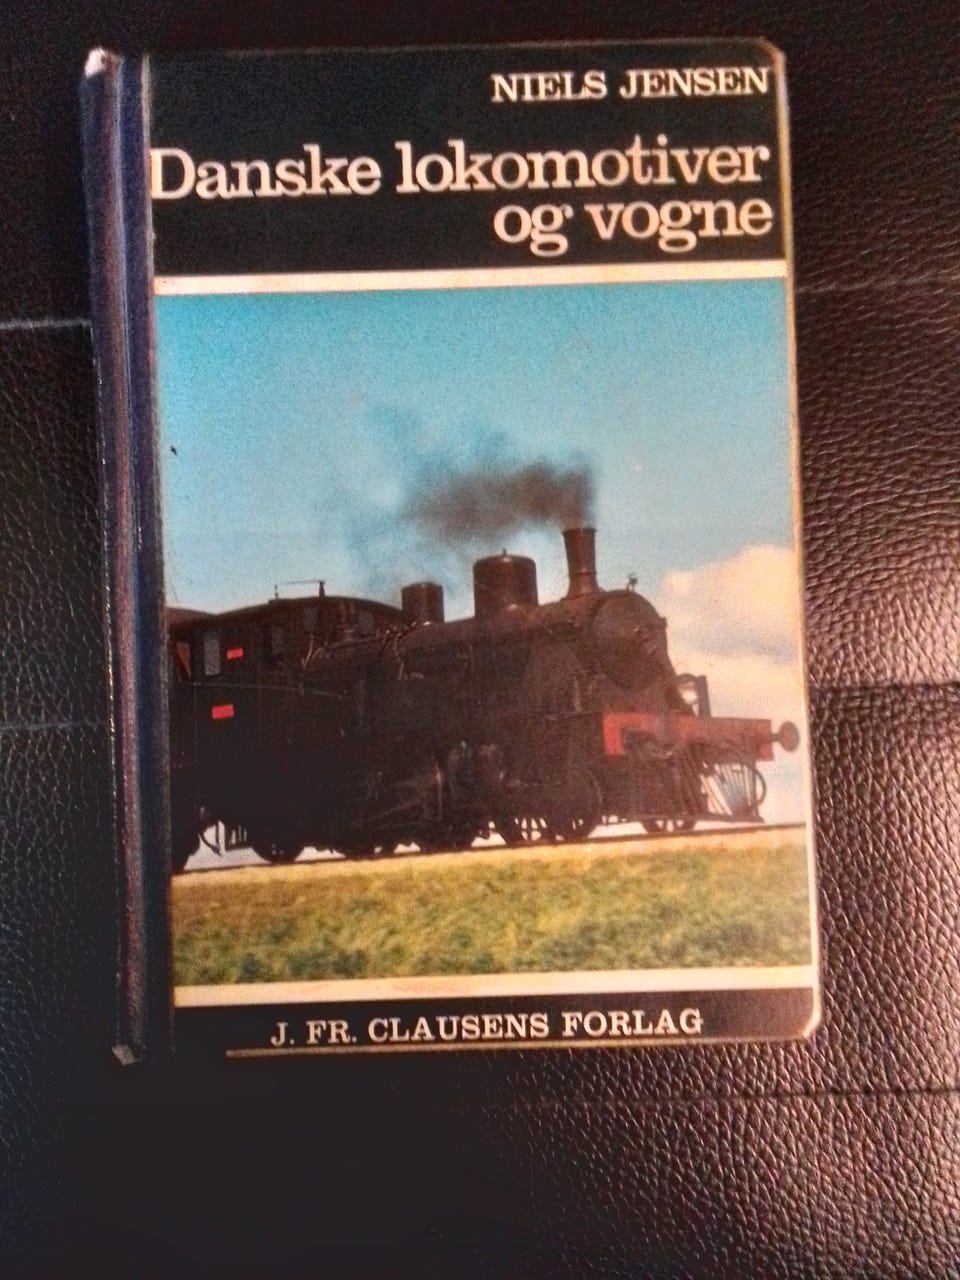 NIELS JENSEN
Danske lokomotiver
og vogne
J. FR. CLAUSENS FORLAG